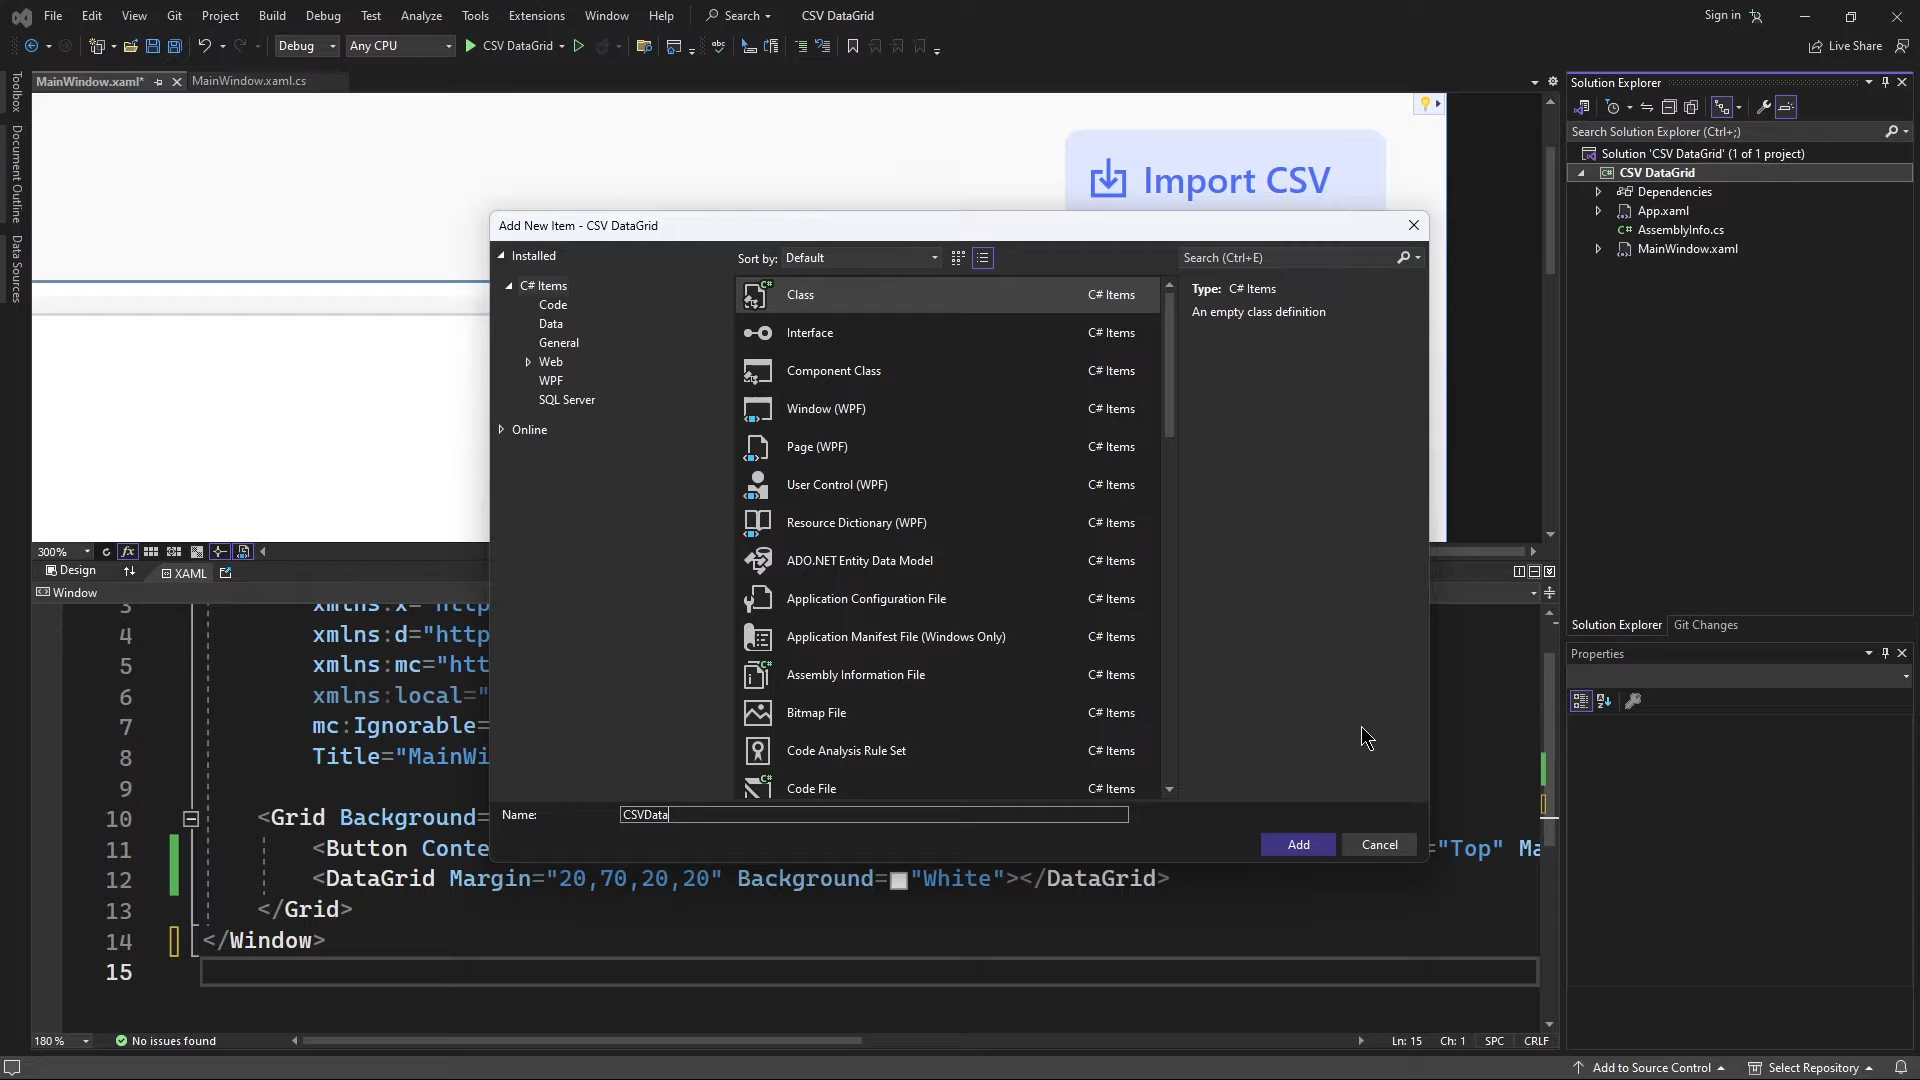 File Edit View Git Project Build Debug Test Analyze Tools Extensions Window Help Search CSV DataGrid Sign in
Debug Any CPU CSV DataGrid Live Share
MainWindow.xaml* MainWindow.xaml.cs
Toolbox
Document Outline
Data Sources
Import CSV
Add New Item - CSV DataGrid
Installed
C# Items
Code
Data
General
Web
WPF
SQL Server
Online
Sort by: Default
Search (Ctrl+E)
Class C# Items
Interface C# Items
Component Class C# Items
Window (WPF) C# Items
Page (WPF) C# Items
User Control (WPF) C# Items
Resource Dictionary (WPF) C# Items
ADO.NET Entity Data Model C# Items
Application Configuration File C# Items
Application Manifest File (Windows Only) C# Items
Assembly Information File C# Items
Bitmap File C# Items
Code Analysis Rule Set C# Items
Code File C# Items
Type: C# Items
An empty class definition
Name: CSVData
Add Cancel
300%
Design XAML
Window
3 xmlns:x="http
4 xmlns:d="http
5 xmlns:mc="htt
6 xmlns:local="
7 mc:Ignorable=
8 Title="MainWi
9
10 <Grid Background=
11 <Button Conte ="Top" Ma
12 <DataGrid Margin="20,70,20,20" Background="White"></DataGrid>
13 </Grid>
14 </Window>
15
180 % No issues found Ln: 15 Ch: 1 SPC CRLF
Solution Explorer
Search Solution Explorer (Ctrl+;)
Solution 'CSV DataGrid' (1 of 1 project)
CSV DataGrid
Dependencies
App.xaml
C# AssemblyInfo.cs
MainWindow.xaml
Solution Explorer Git Changes
Properties
Add to Source Control Select Repository